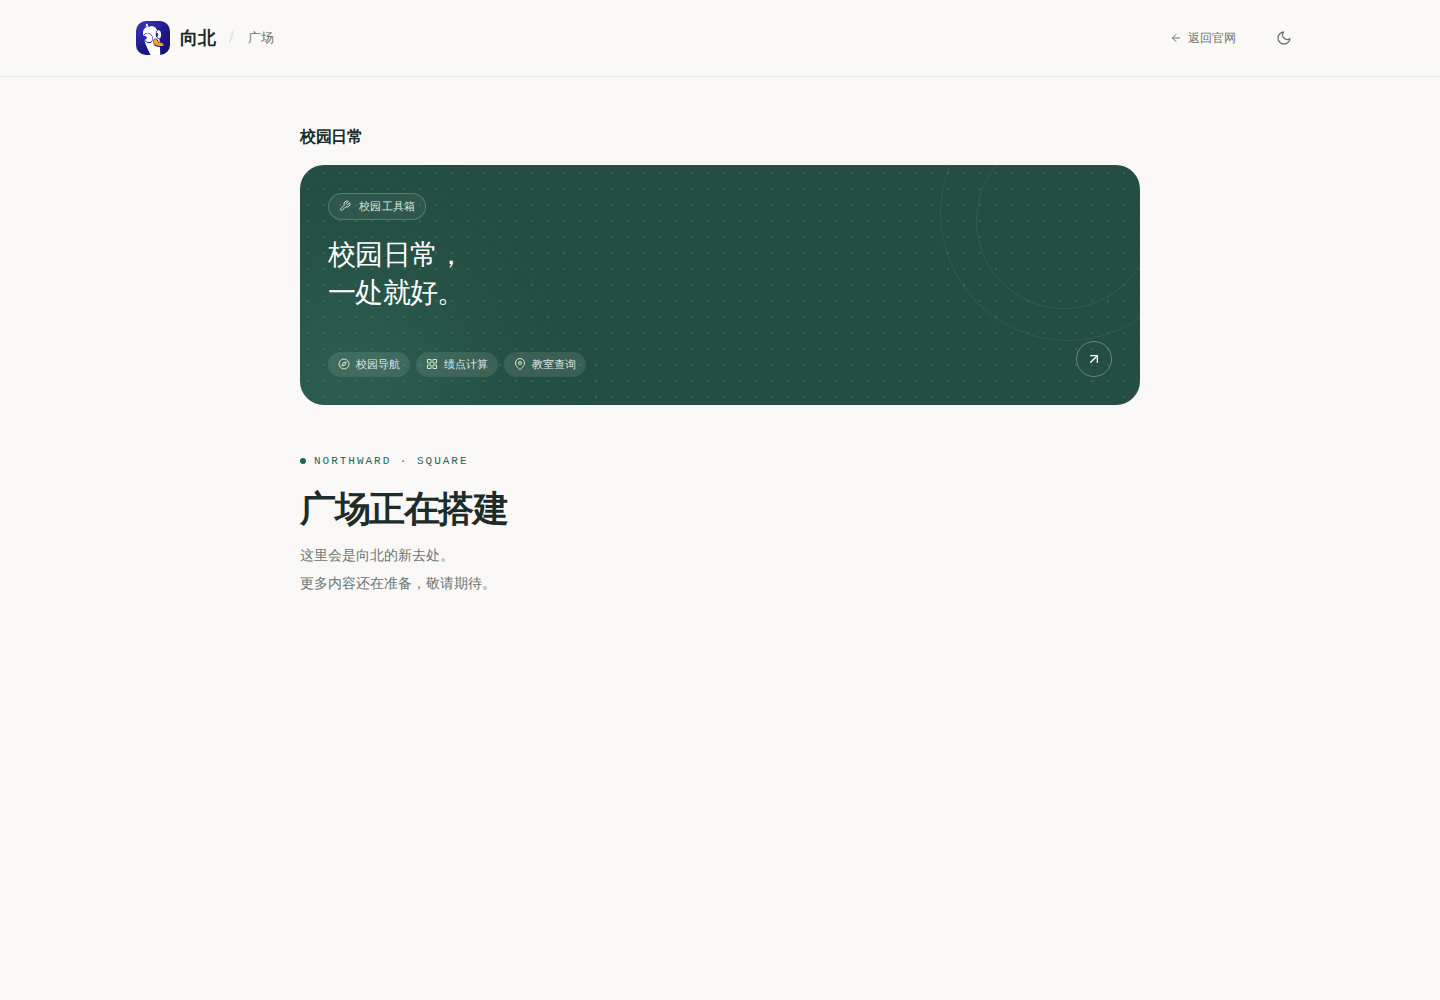 向北 / 广场
返回官网
校园日常
校园工具箱
校园日常，
一处就好。
校园导航
绩点计算
教室查询
NORTHWARD · SQUARE
广场正在搭建
这里会是向北的新去处。
更多内容还在准备，敬请期待。